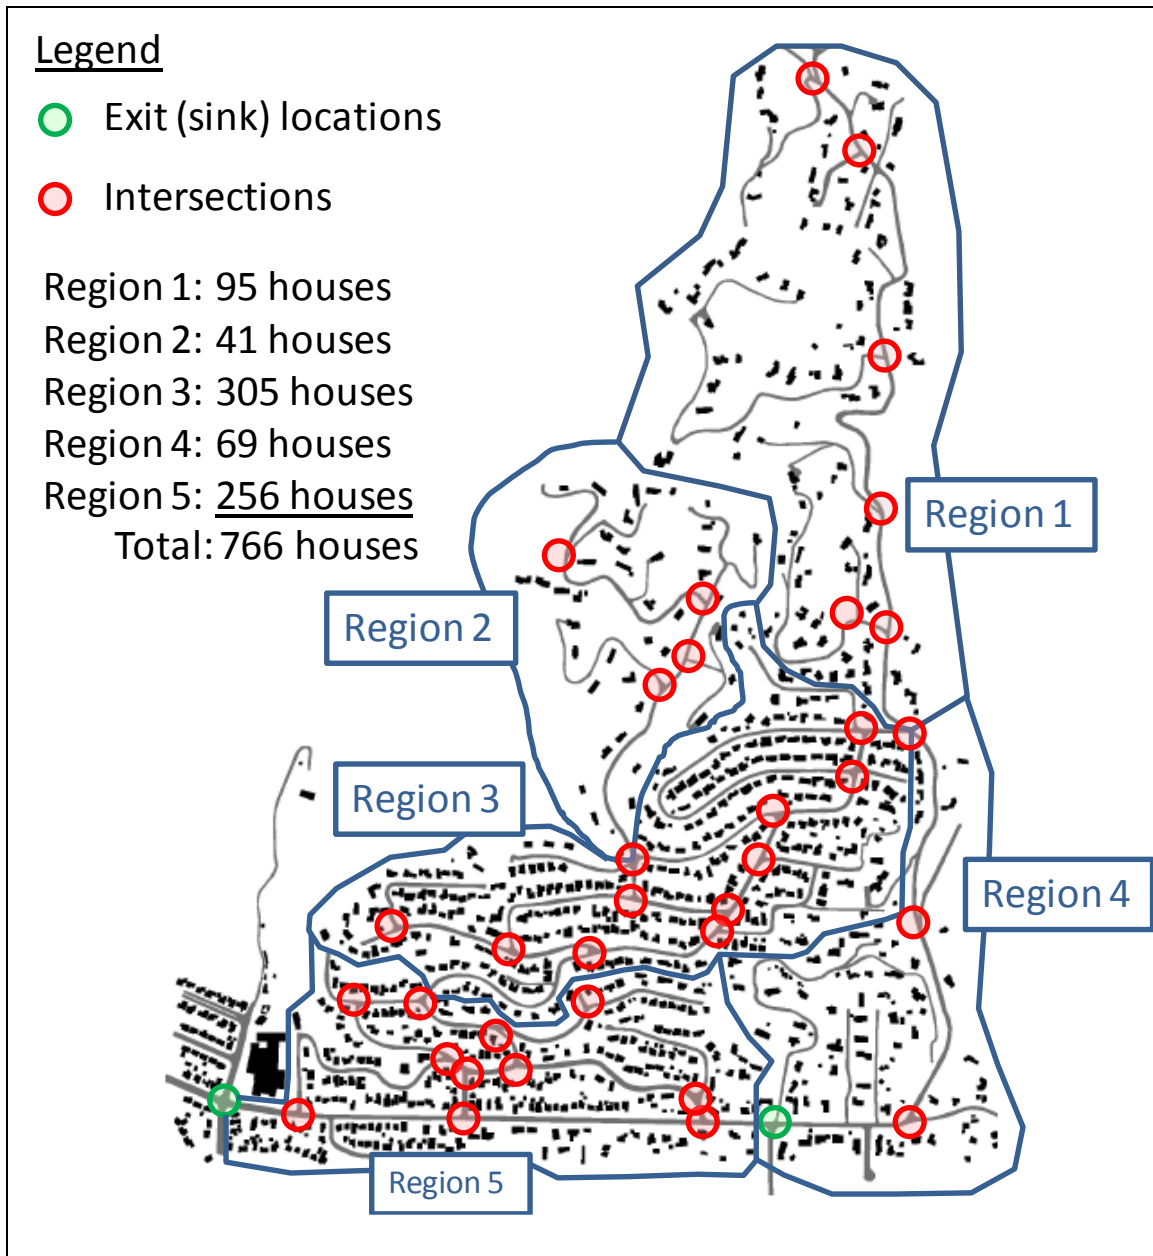 Legend
Exit (sink) locations
Intersections
Region 1: 95 houses
Region 2: 41 houses
Region 3: 305 houses
Region 4: 69 houses
Region 5: 256 houses
Total: 766 houses
Region 1
Region 2
Region 3
Region 4
Region 5